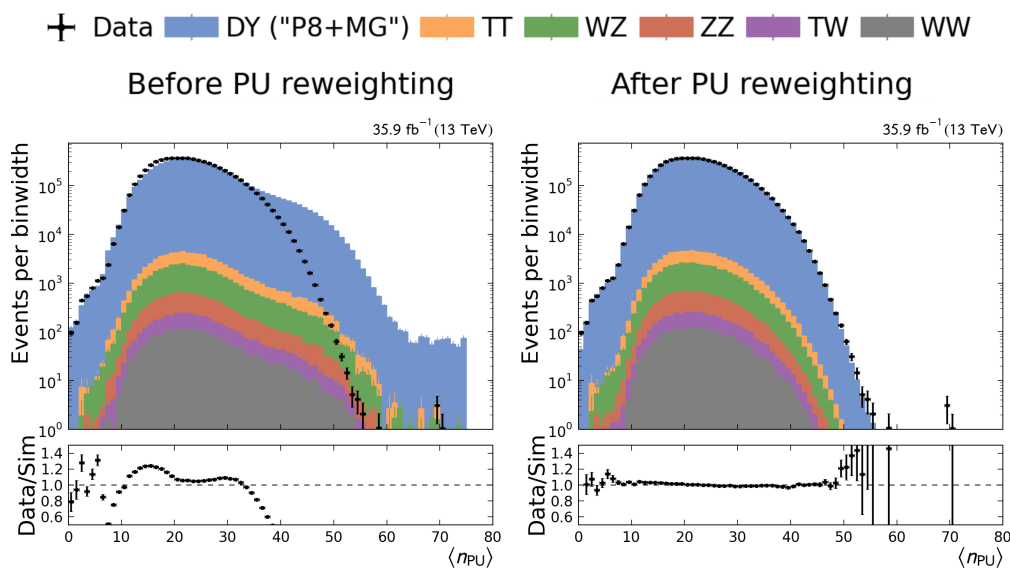 Data DY ("P8+MG") TT WZ ZZ TW WW
Before PU reweighting
After PU reweighting
35.9 fb⁻¹ (13 TeV)
35.9 fb⁻¹ (13 TeV)
Events per binwidth
10⁵
10⁴
10³
10²
10¹
10⁰
Events per binwidth
10⁵
10⁴
10³
10²
10¹
10⁰
Data/Sim
1.4
1.2
1.0
0.8
0.6
0 10 20 30 40 50 60 70 80
⟨nPU⟩
Data/Sim
1.4
1.2
1.0
0.8
0.6
0 10 20 30 40 50 60 70 80
⟨nPU⟩